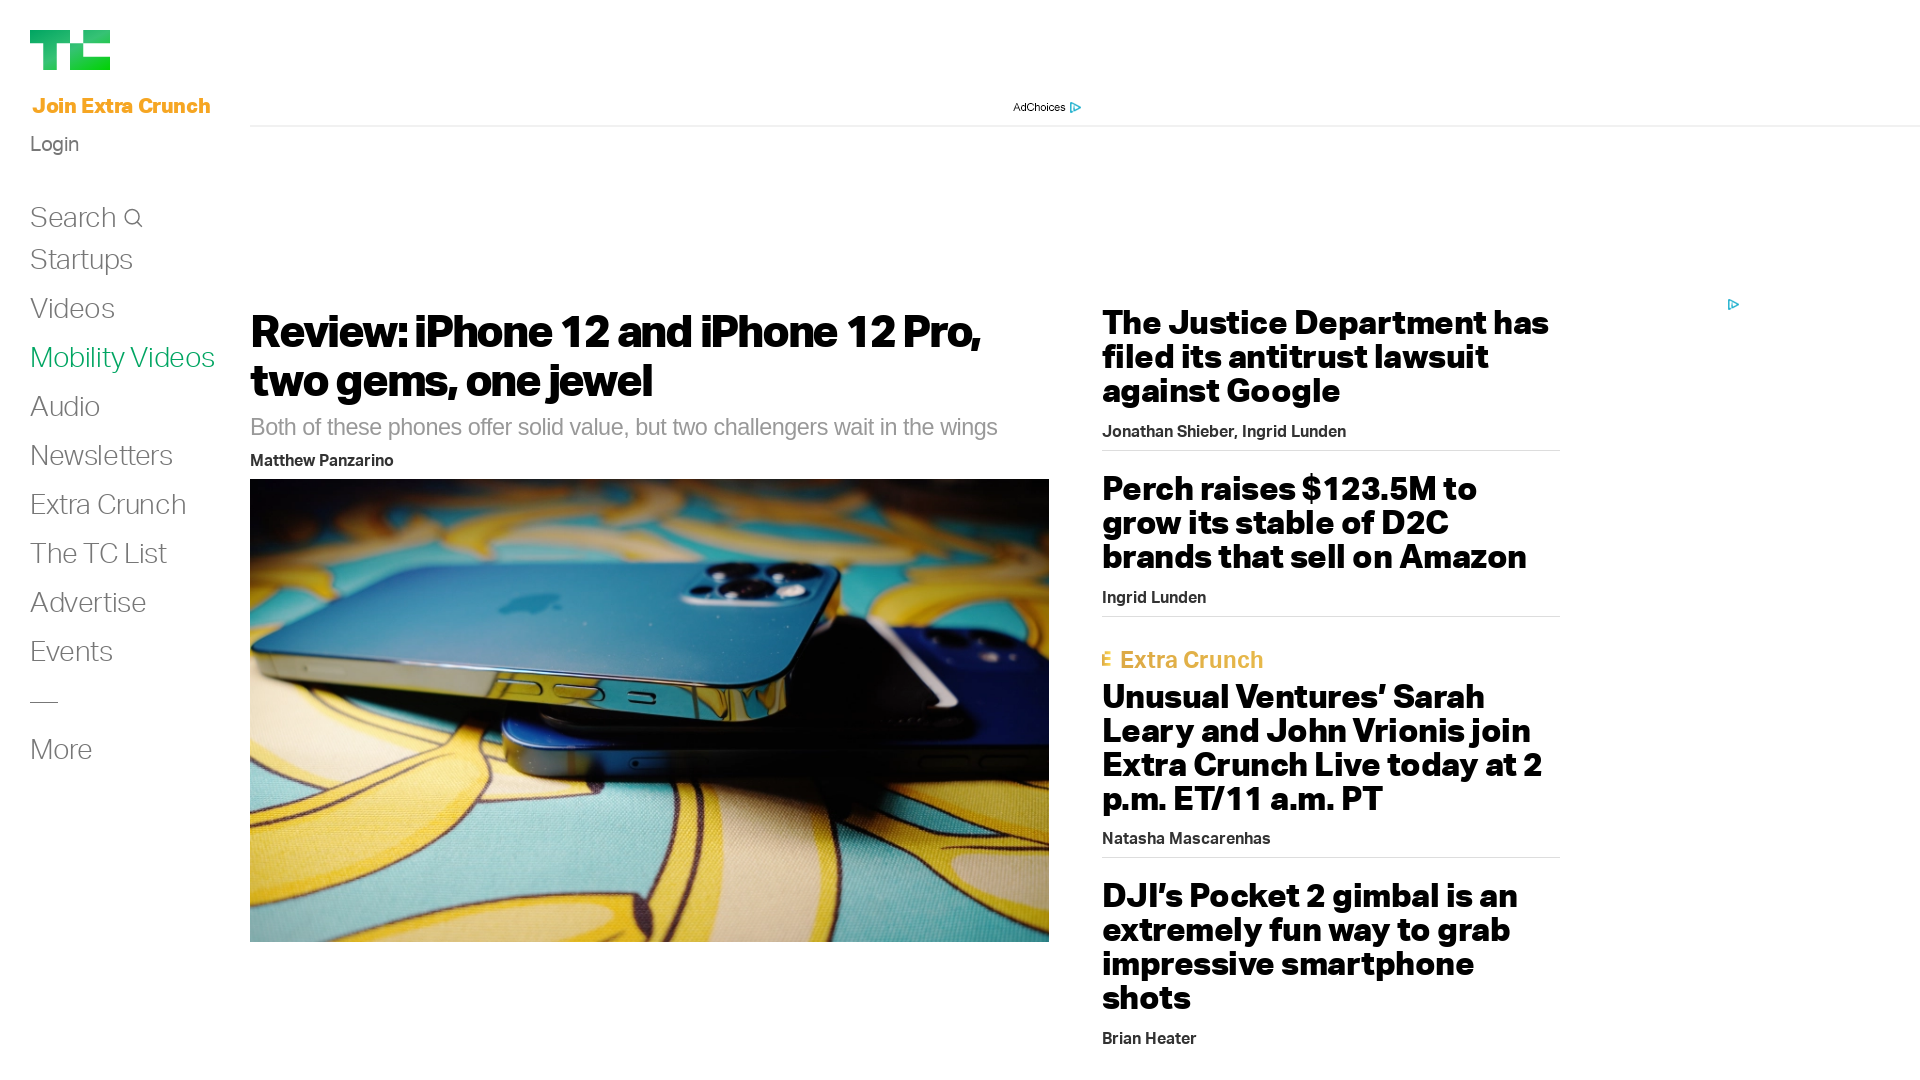 TC
Join Extra Crunch
Login
Search
Startups
Videos
Mobility Videos
Audio
Newsletters
Extra Crunch
The TC List
Advertise
Events
More
AdChoices
Review: iPhone 12 and iPhone 12 Pro,
two gems, one jewel
Both of these phones offer solid value, but two challengers wait in the wings
Matthew Panzarino
The Justice Department has
filed its antitrust lawsuit
against Google
Jonathan Shieber, Ingrid Lunden
Perch raises $123.5M to
grow its stable of D2C
brands that sell on Amazon
Ingrid Lunden
Extra Crunch
Unusual Ventures’ Sarah
Leary and John Vrionis join
Extra Crunch Live today at 2
p.m. ET/11 a.m. PT
Natasha Mascarenhas
DJI’s Pocket 2 gimbal is an
extremely fun way to grab
impressive smartphone
shots
Brian Heater